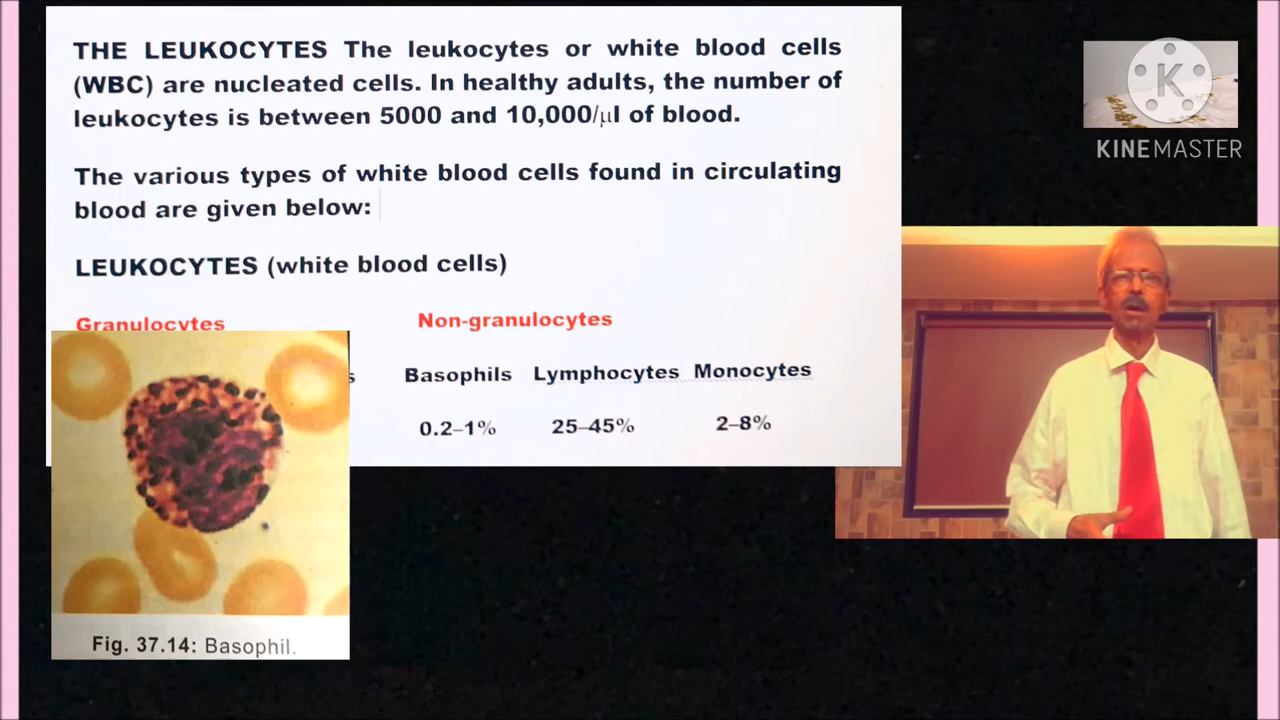 THE LEUKOCYTES The leukocytes or white blood cells
(WBC) are nucleated cells. In healthy adults, the number of
leukocytes is between 5000 and 10,000/µl of blood.
The various types of white blood cells found in circulating
blood are given below:
LEUKOCYTES (white blood cells)
Granulocytes Non-granulocytes
s Basophils Lymphocytes Monocytes
0.2–1% 25–45% 2–8%
Fig. 37.14: Basophil.
K
KINEMASTER